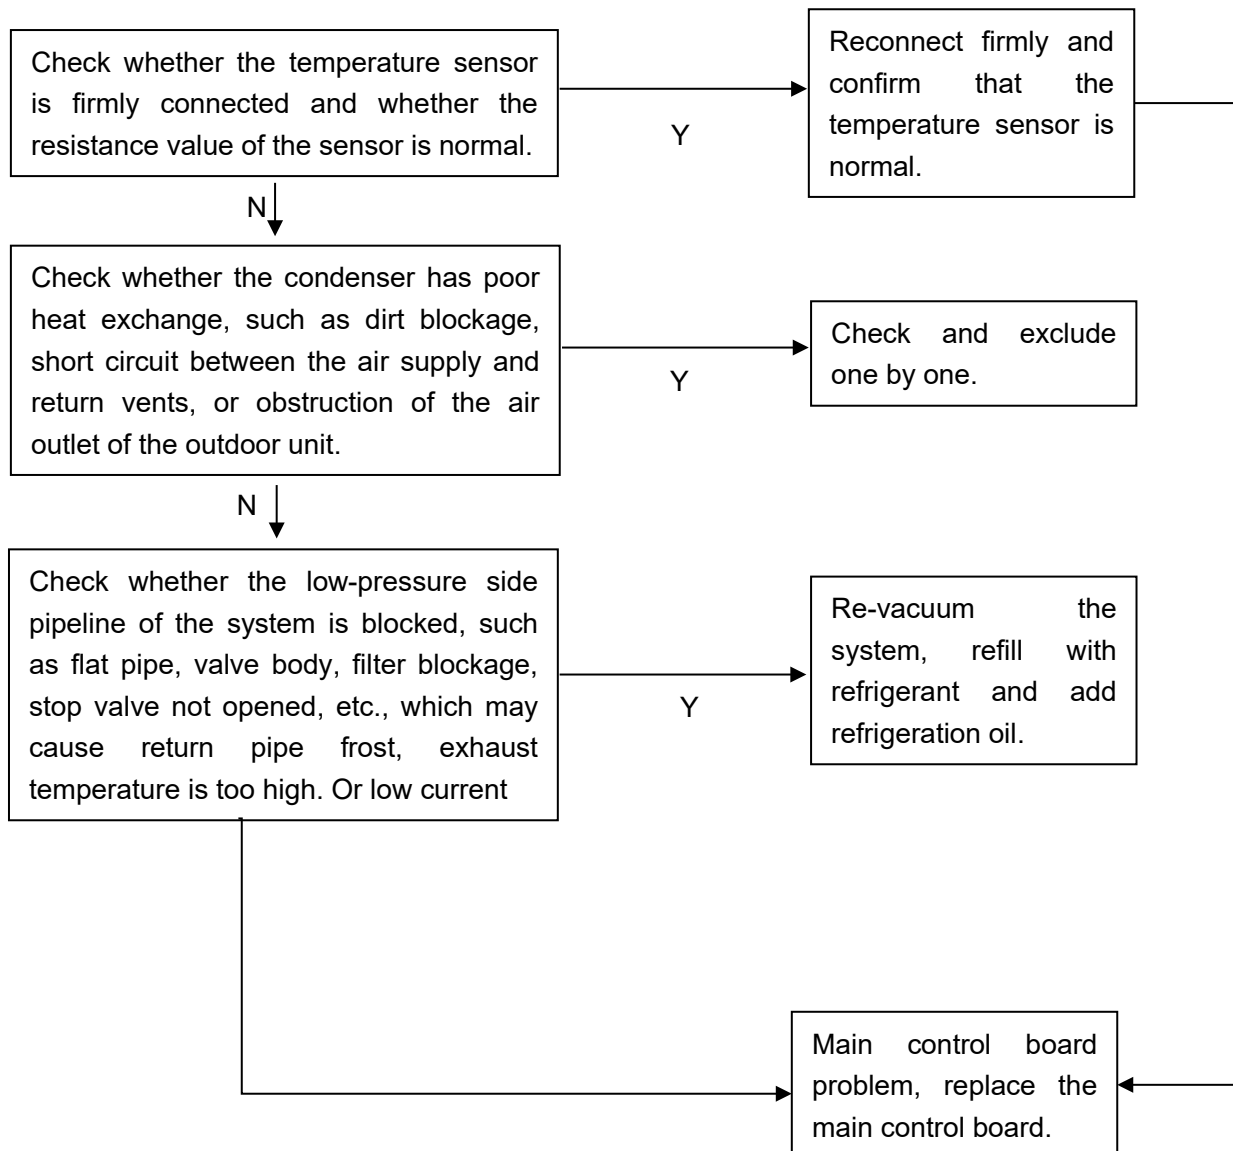 Check whether the temperature sensor
is firmly connected and whether the
resistance value of the sensor is normal.
Y
Reconnect firmly and
confirm that the
temperature sensor is
normal.
N
Check whether the condenser has poor
heat exchange, such as dirt blockage,
short circuit between the air supply and
return vents, or obstruction of the air
outlet of the outdoor unit.
Y
Check and exclude
one by one.
N
Check whether the low-pressure side
pipeline of the system is blocked, such
as flat pipe, valve body, filter blockage,
stop valve not opened, etc., which may
cause return pipe frost, exhaust
temperature is too high. Or low current
Y
Re-vacuum the
system, refill with
refrigerant and add
refrigeration oil.
Main control board
problem, replace the
main control board.